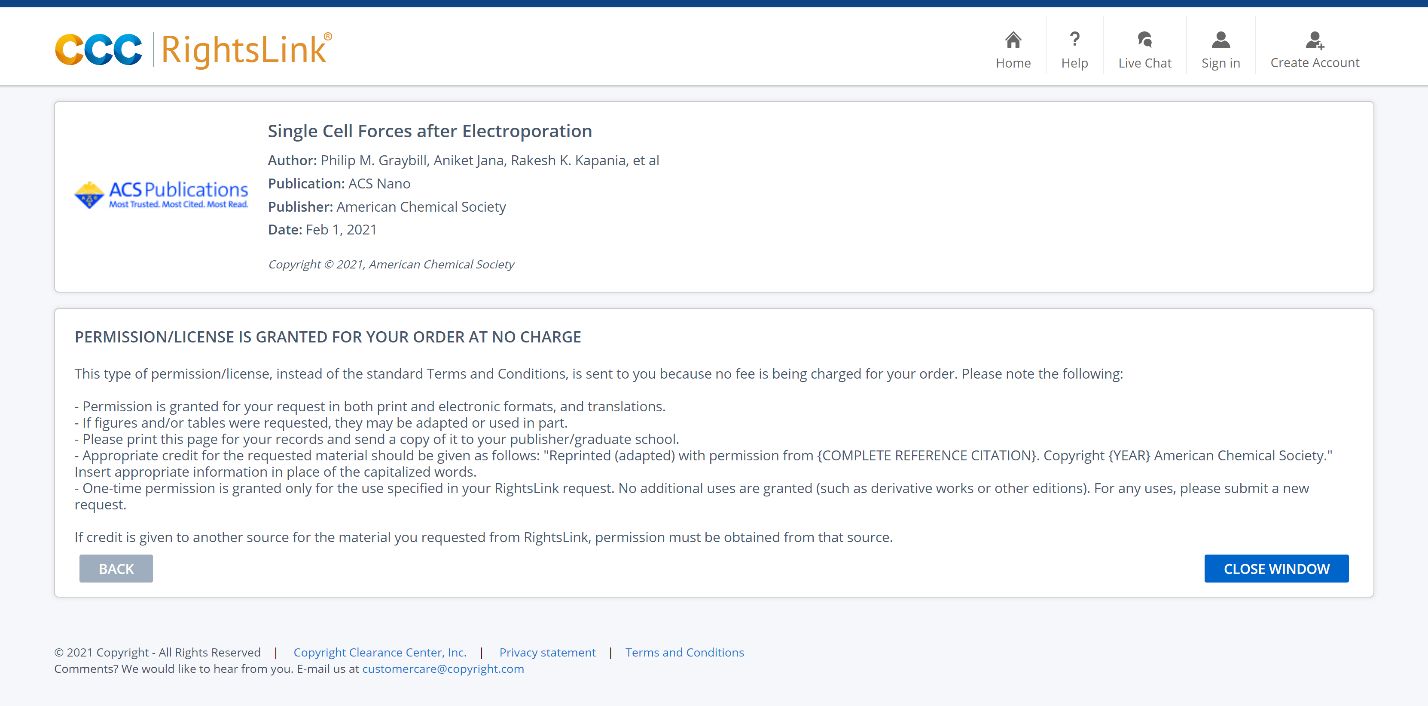 CCC RightsLink®
Home
Help
Live Chat
Sign in
Create Account
ACS Publications
Most Trusted. Most Cited. Most Read.
Single Cell Forces after Electroporation
Author: Philip M. Graybill, Aniket Jana, Rakesh K. Kapania, et al
Publication: ACS Nano
Publisher: American Chemical Society
Date: Feb 1, 2021
Copyright © 2021, American Chemical Society
PERMISSION/LICENSE IS GRANTED FOR YOUR ORDER AT NO CHARGE
This type of permission/license, instead of the standard Terms and Conditions, is sent to you because no fee is being charged for your order. Please note the following:
- Permission is granted for your request in both print and electronic formats, and translations.
- If figures and/or tables were requested, they may be adapted or used in part.
- Please print this page for your records and send a copy of it to your publisher/graduate school.
- Appropriate credit for the requested material should be given as follows: "Reprinted (adapted) with permission from {COMPLETE REFERENCE CITATION}. Copyright {YEAR} American Chemical Society."
Insert appropriate information in place of the capitalized words.
- One-time permission is granted only for the use specified in your RightsLink request. No additional uses are granted (such as derivative works or other editions). For any uses, please submit a new
request.
If credit is given to another source for the material you requested from RightsLink, permission must be obtained from that source.
BACK
CLOSE WINDOW
© 2021 Copyright - All Rights Reserved | Copyright Clearance Center, Inc. | Privacy statement | Terms and Conditions
Comments? We would like to hear from you. E-mail us at customercare@copyright.com